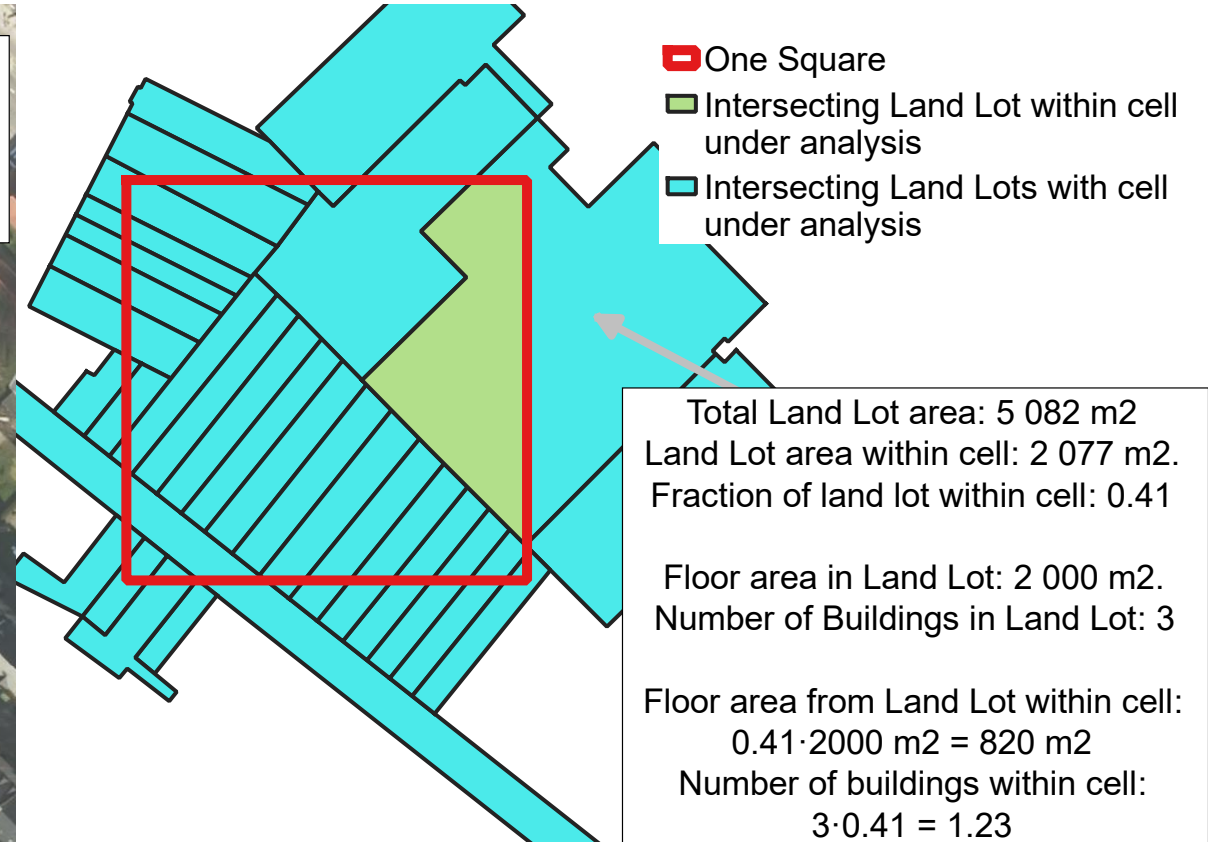 One Square
Intersecting Land Lot within cell
under analysis
Intersecting Land Lots with cell
under analysis
Total Land Lot area: 5 082 m2
Land Lot area within cell: 2 077 m2.
Fraction of land lot within cell: 0.41
Floor area in Land Lot: 2 000 m2.
Number of Buildings in Land Lot: 3
Floor area from Land Lot within cell:
0.41·2000 m2 = 820 m2
Number of buildings within cell:
3·0.41 = 1.23